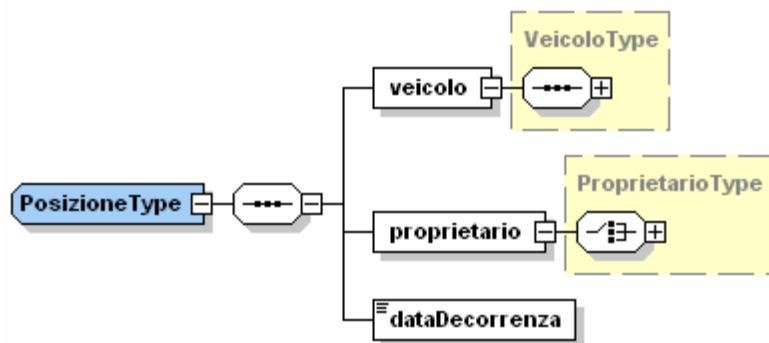 VeicoloType
veicolo
PosizioneType
ProprietarioType
proprietario
dataDecorrenza